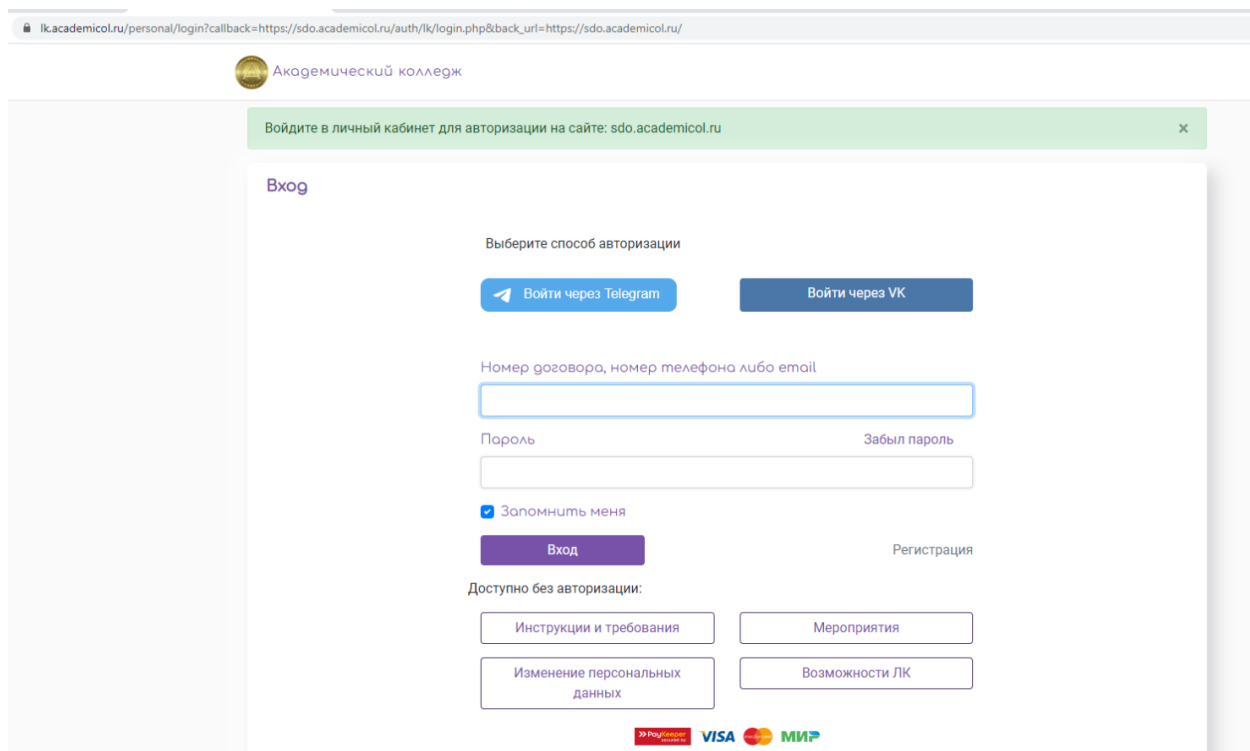 lk.academicol.ru/personal/login?callback=https://sdo.academicol.ru/auth/lk/login.php&back_url=https://sdo.academicol.ru/
Академический колледж
Войдите в личный кабинет для авторизации на сайте: sdo.academicol.ru ×
Вход
Выберите способ авторизации
Войти через Telegram Войти через VK
Номер договора, номер телефона либо email
Пароль Забыл пароль
Запомнить меня
Вход Регистрация
Доступно без авторизации:
Инструкции и требования Мероприятия
Изменение персональных Возможности ЛК
данных
PayKeeper VISA mastercard МИР